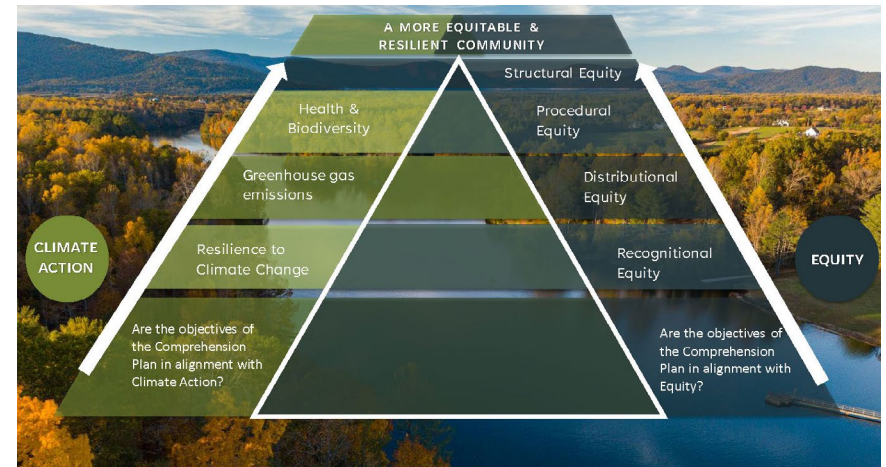 A MORE EQUITABLE &
RESILIENT COMMUNITY
Structural Equity
Health &
Biodiversity
Procedural
Equity
Greenhouse gas
emissions
Distributional
Equity
CLIMATE
ACTION
Resilience to
Climate Change
Recognitional
Equity
EQUITY
Are the objectives of
the Comprehension
Plan in alignment with
Climate Action?
Are the objectives of
the Comprehension
Plan in alignment with
Equity?